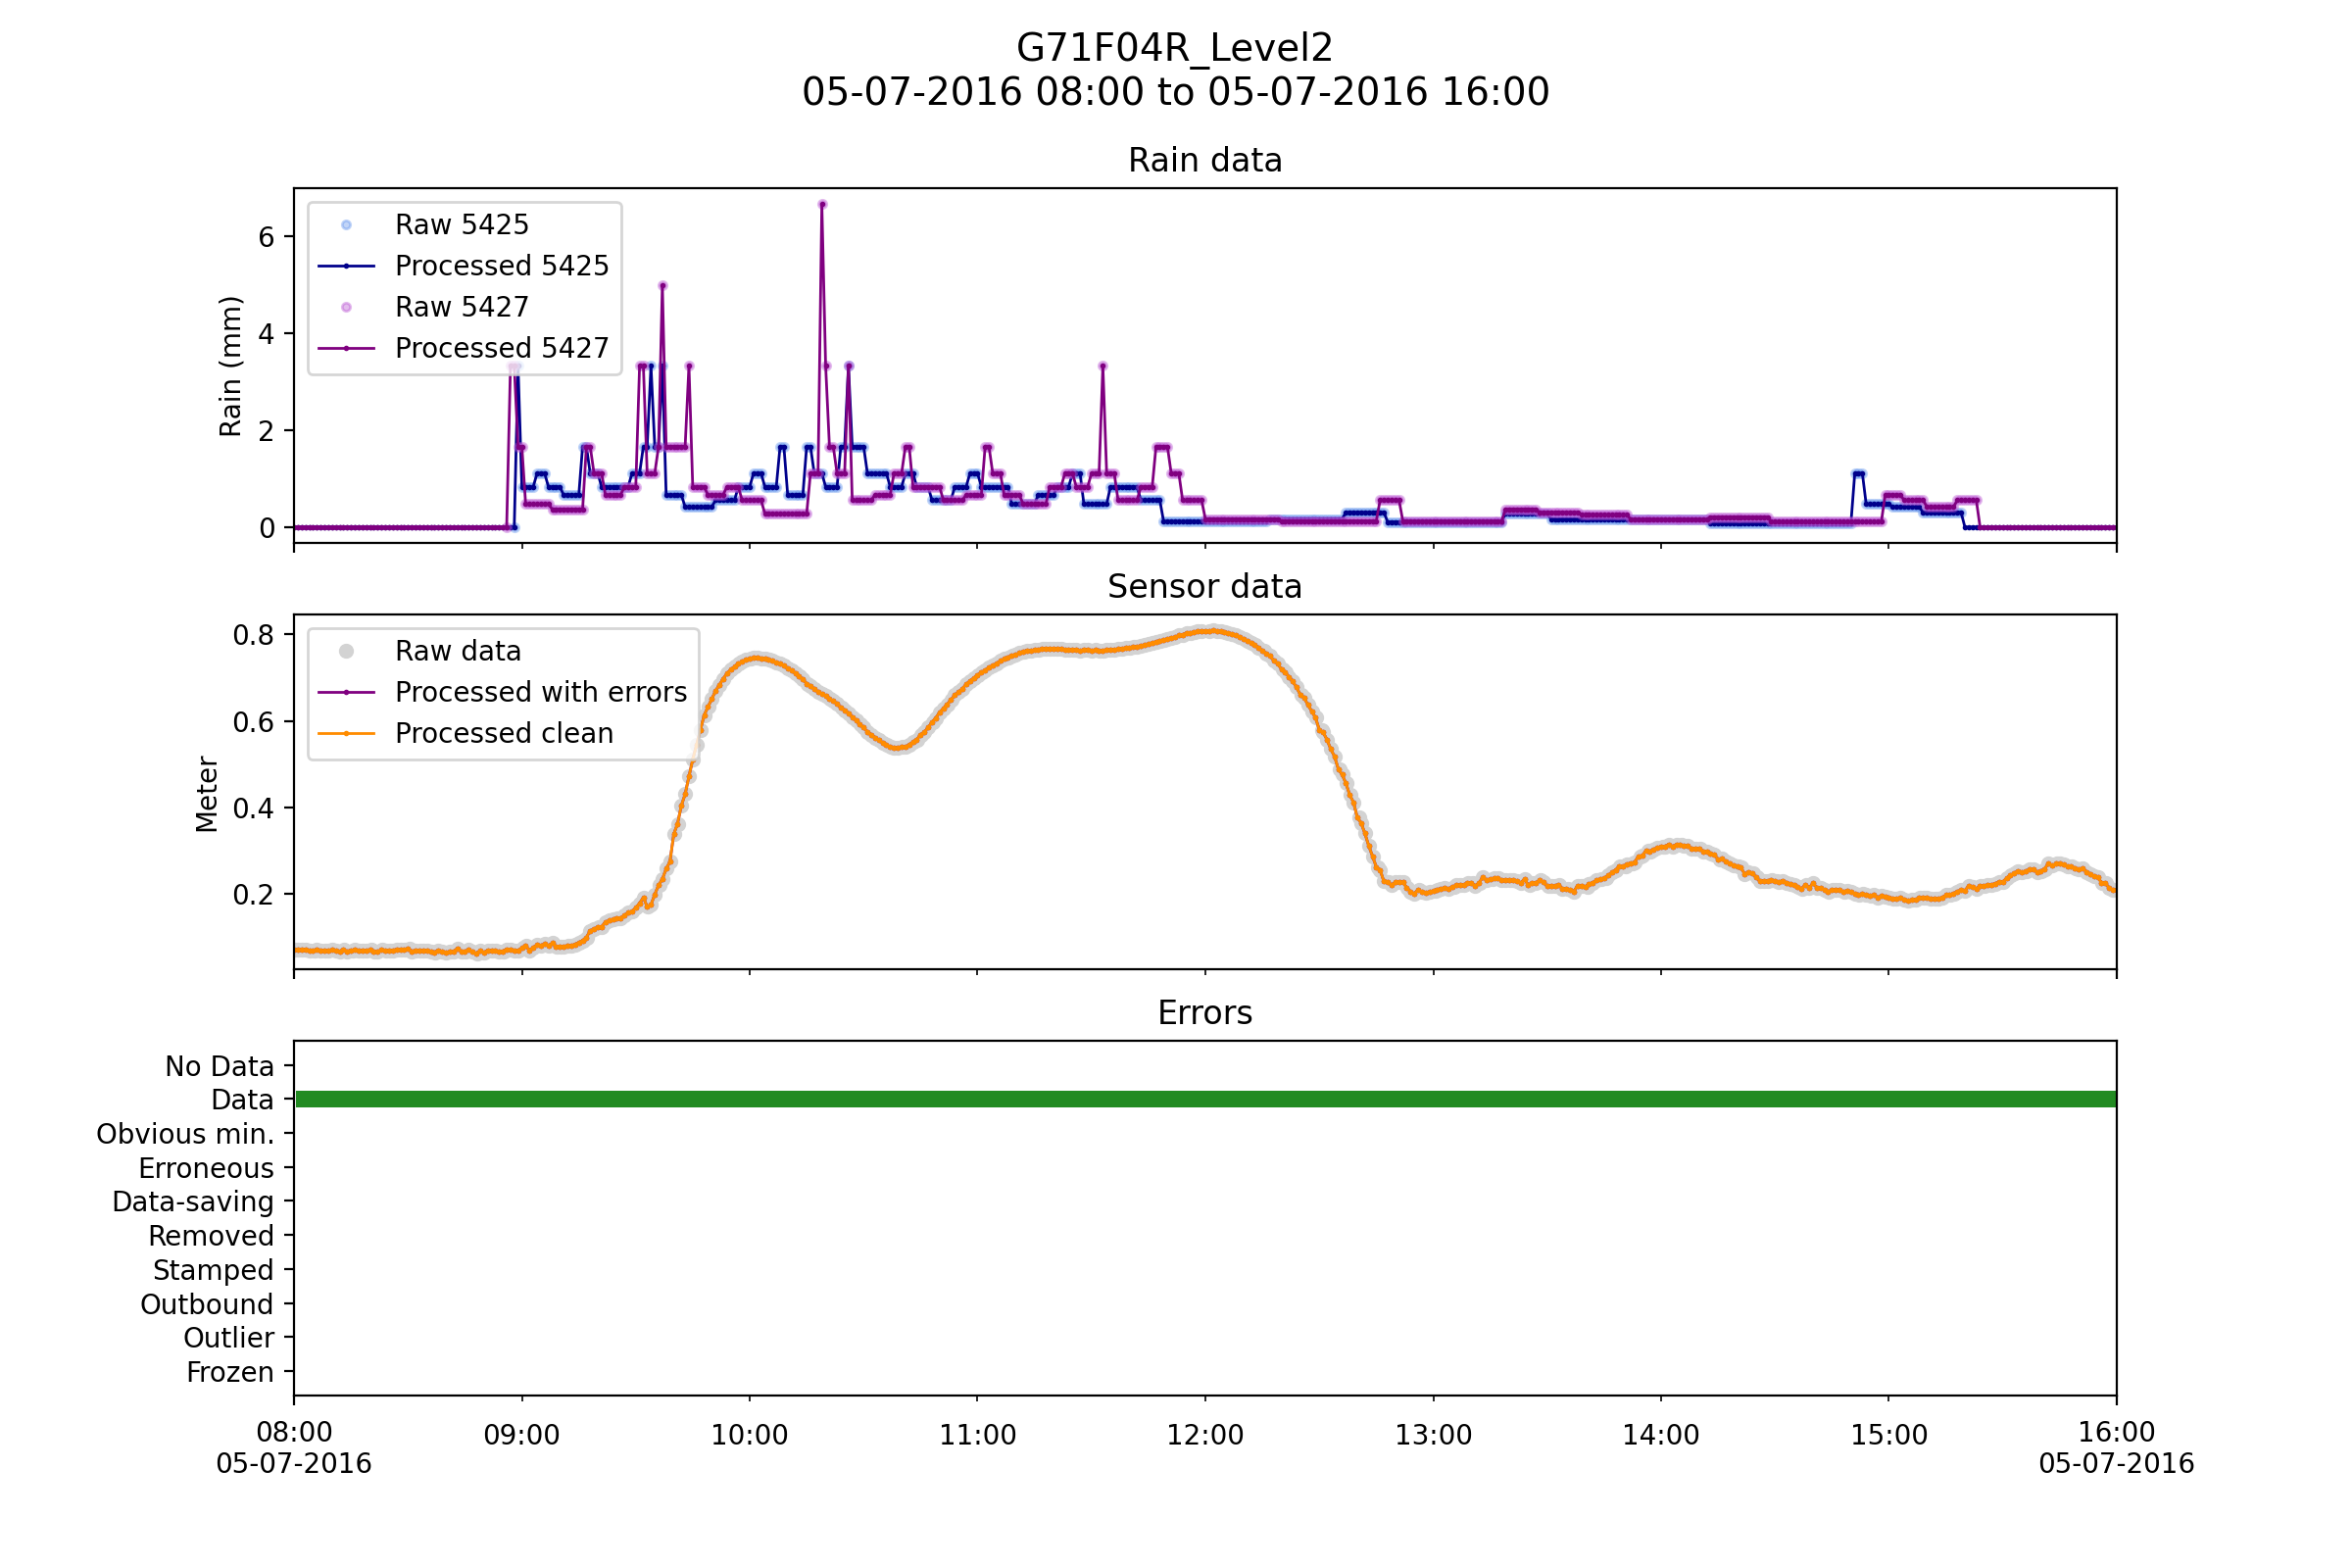 G71F04R_Level2
05-07-2016 08:00 to 05-07-2016 16:00
Rain data
Rain (mm)
6
4
2
0
Raw 5425
Processed 5425
Raw 5427
Processed 5427
Sensor data
Meter
0.8
0.6
0.4
0.2
Raw data
Processed with errors
Processed clean
Errors
No Data
Data
Obvious min.
Erroneous
Data-saving
Removed
Stamped
Outbound
Outlier
Frozen
08:00 09:00 10:00 11:00 12:00 13:00 14:00 15:00 16:00
05-07-2016 05-07-2016